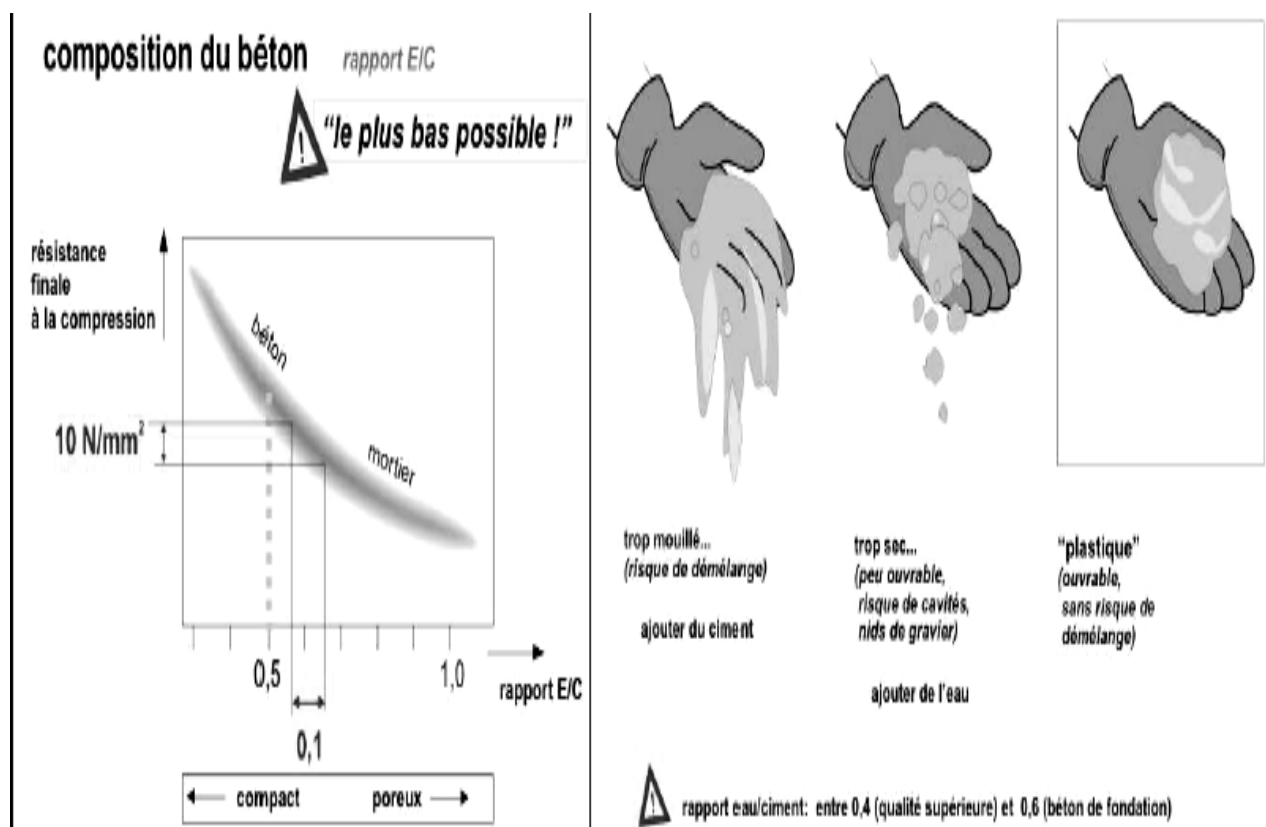 composition du béton rapport E/C
"le plus bas possible !"
résistance
finale
à la compression
béton
10 N/mm²
mortier
0,5
1,0
rapport E/C
0,1
compact poreux
trop mouillé...
(risque de démélange)
ajouter du ciment
trop sec...
(peu ouvrable,
risque de cavités,
nids de gravier)
ajouter de l'eau
"plastique"
(ouvrable,
sans risque de
démélange)
! rapport eau/ciment: entre 0,4 (qualité supérieure) et 0,6 (béton de fondation)